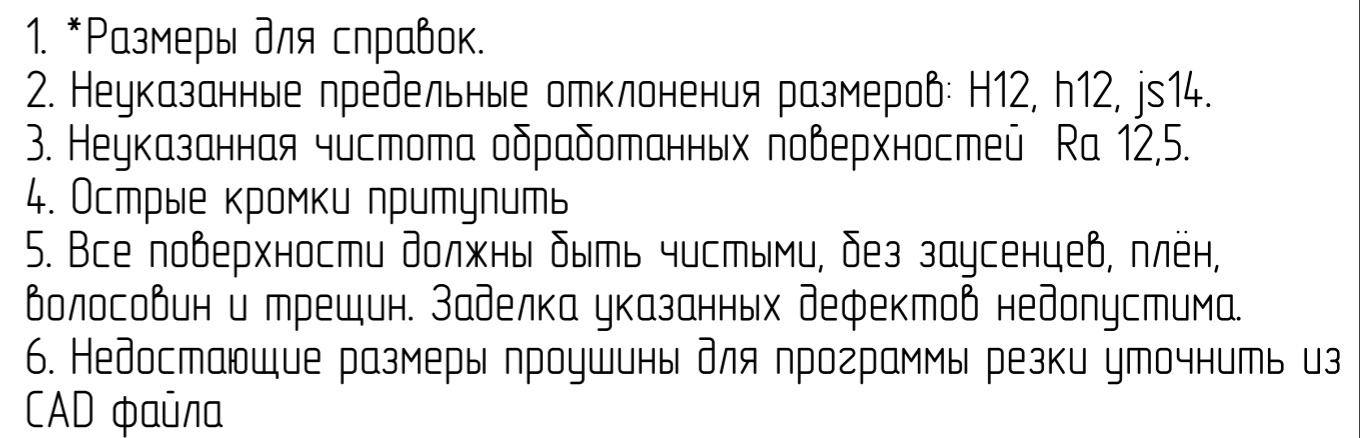 1. *Размеры для справок.
2. Неуказанные предельные отклонения размеров: H12, h12, js14.
3. Неуказанная чистота обработанных поверхностей Ra 12,5.
4. Острые кромки притупить
5. Все поверхности должны быть чистыми, без заусенцев, плён,
волосовин и трещин. Заделка указанных дефектов недопустима.
6. Недостающие размеры проушины для программы резки уточнить из
CAD файла